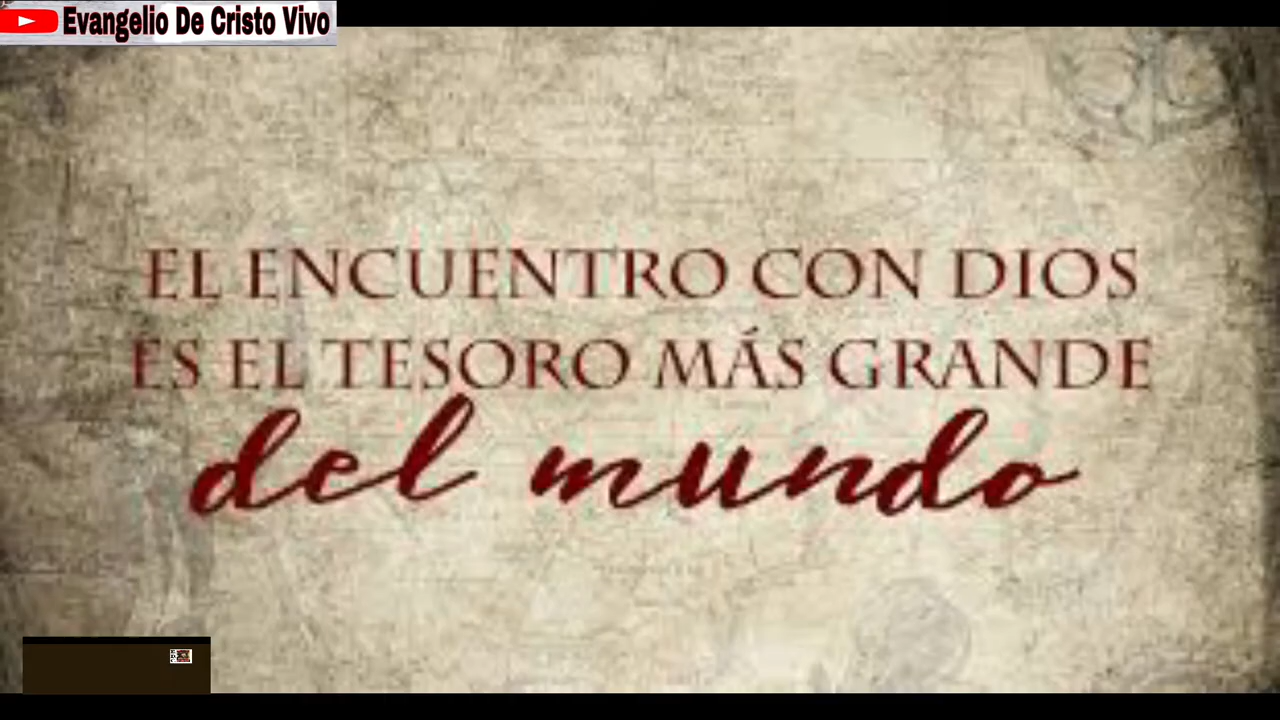 Evangelio De Cristo Vivo
EL ENCUENTRO CON DIOS
ES EL TESORO MÁS GRANDE
del mundo